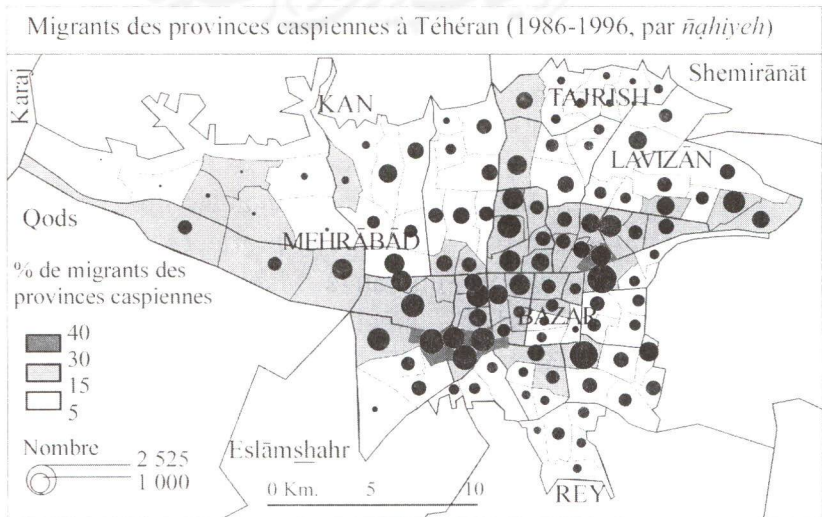 Migrants des provinces caspiennes à Téhéran (1986-1996, par n̄aḥiyeh)
Karaj
Shemirānāt
KAN
TAJRISH
LAVIZĀN
Qods
MEHRĀBĀD
% de migrants des
provinces caspiennes
BAZAR
40
30
15
5
Nombre
2 525
1 000
Eslāmshahr
0 Km. 5 10
REY